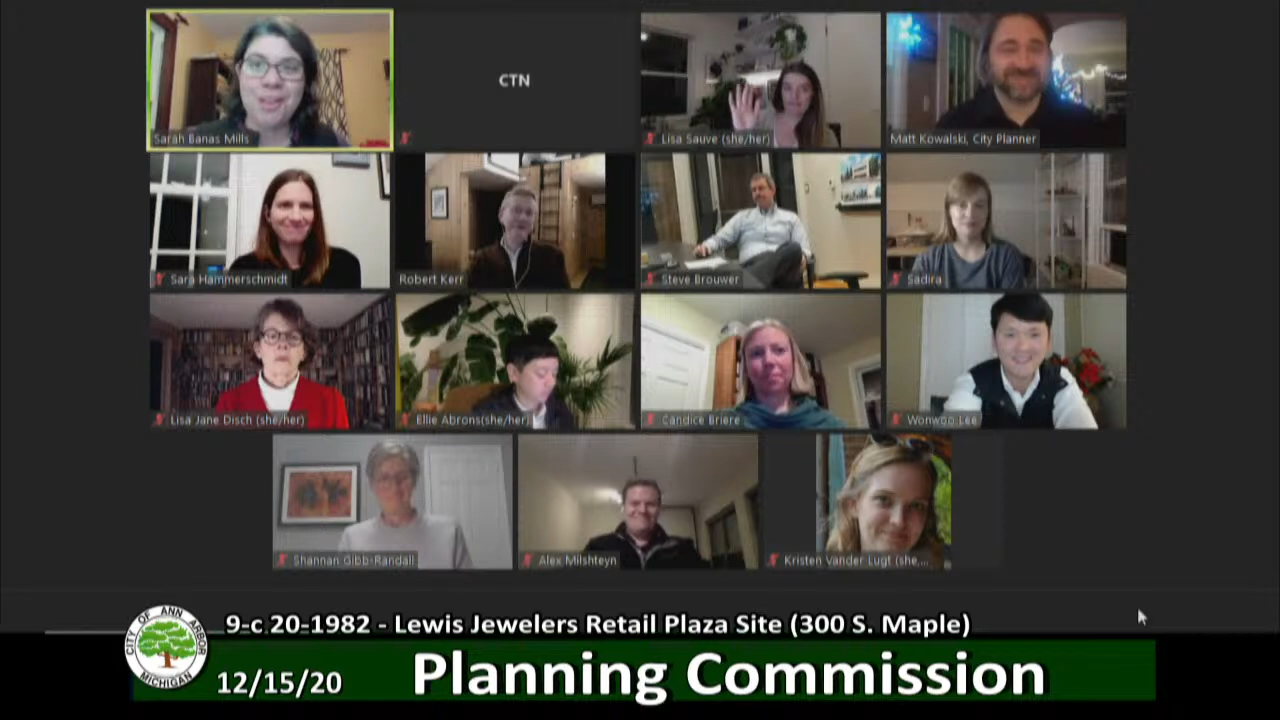 CTN
Sarah Banas Mills
Lisa Sauve (she/her)
Matt Kowalski, City Planner
Sara Hammerschmidt
Robert Kerr
Steve Brouwer
Sadira
Lisa Jane Disch (she/her)
Ellie Abrons(she/her)
Candice Briere
Wonwoo Lee
Shannan Gibb-Randall
Alex Milshteyn
Kristen Vander Lugt (she,...
9-c 20-1982 - Lewis Jewelers Retail Plaza Site (300 S. Maple)
CITY OF ANN ARBOR
MICHIGAN
12/15/20
Planning Commission